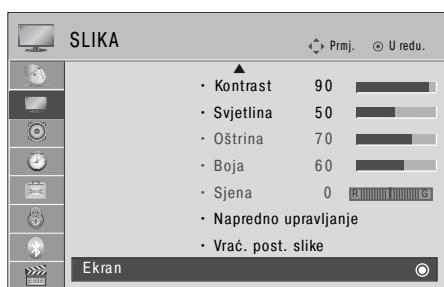 SLIKA
Prmj. U redu.
• Kontrast 90
• Svjetlina 50
• Oštrina 70
• Boja 60
• Sjena 0 R G
• Napredno upravljanje
• Vrać. post. slike
Ekran